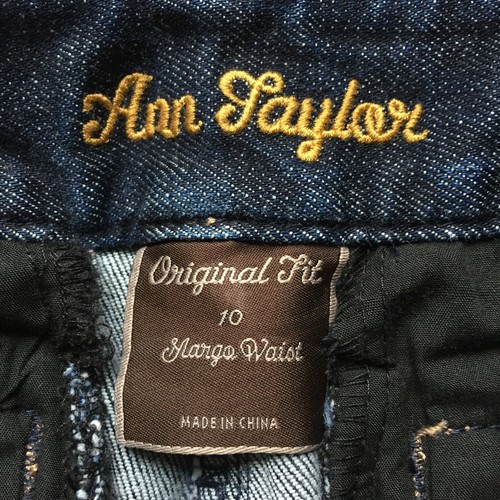 Ann Taylor
Original Fit
10
Margo Waist
MADE IN CHINA